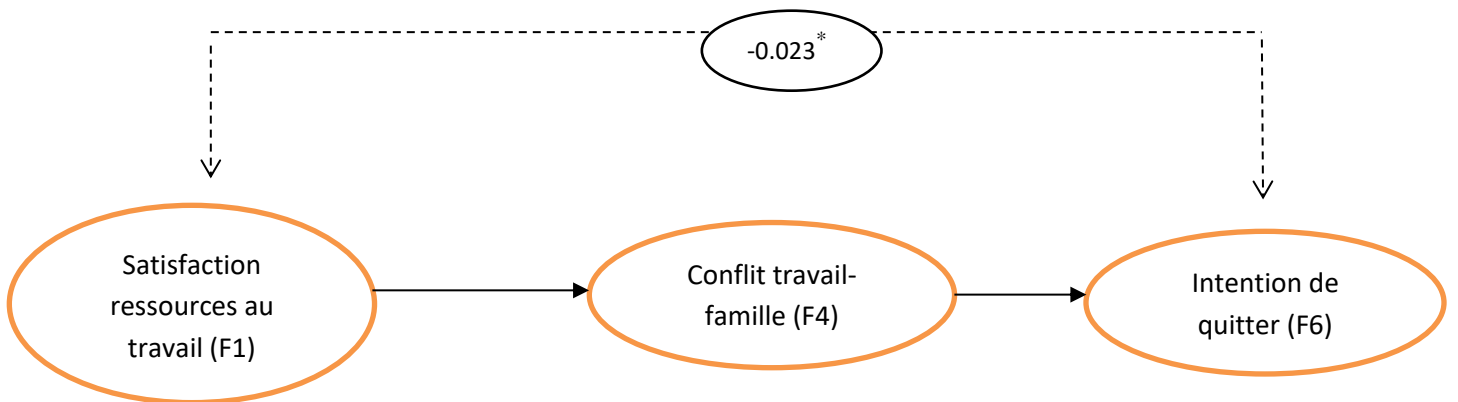 -0.023*
Satisfaction
ressources au
travail (F1)
Conflit travail-
famille (F4)
Intention de
quitter (F6)